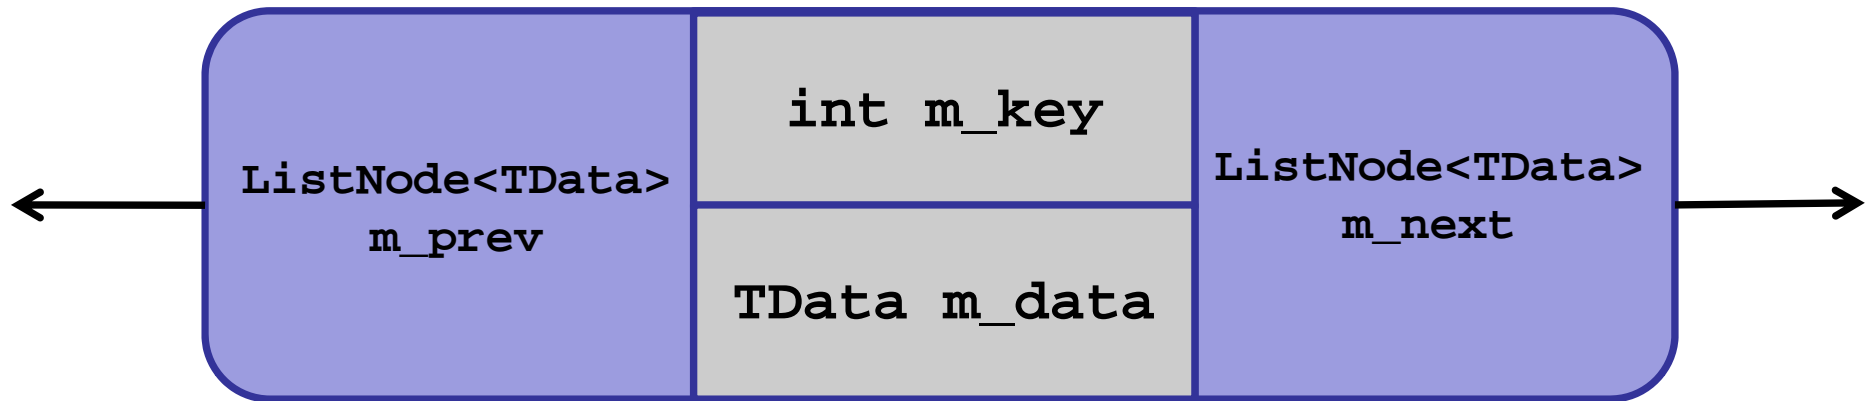 ListNode<TData>
m_prev
int m_key
TData m_data
ListNode<TData>
m_next